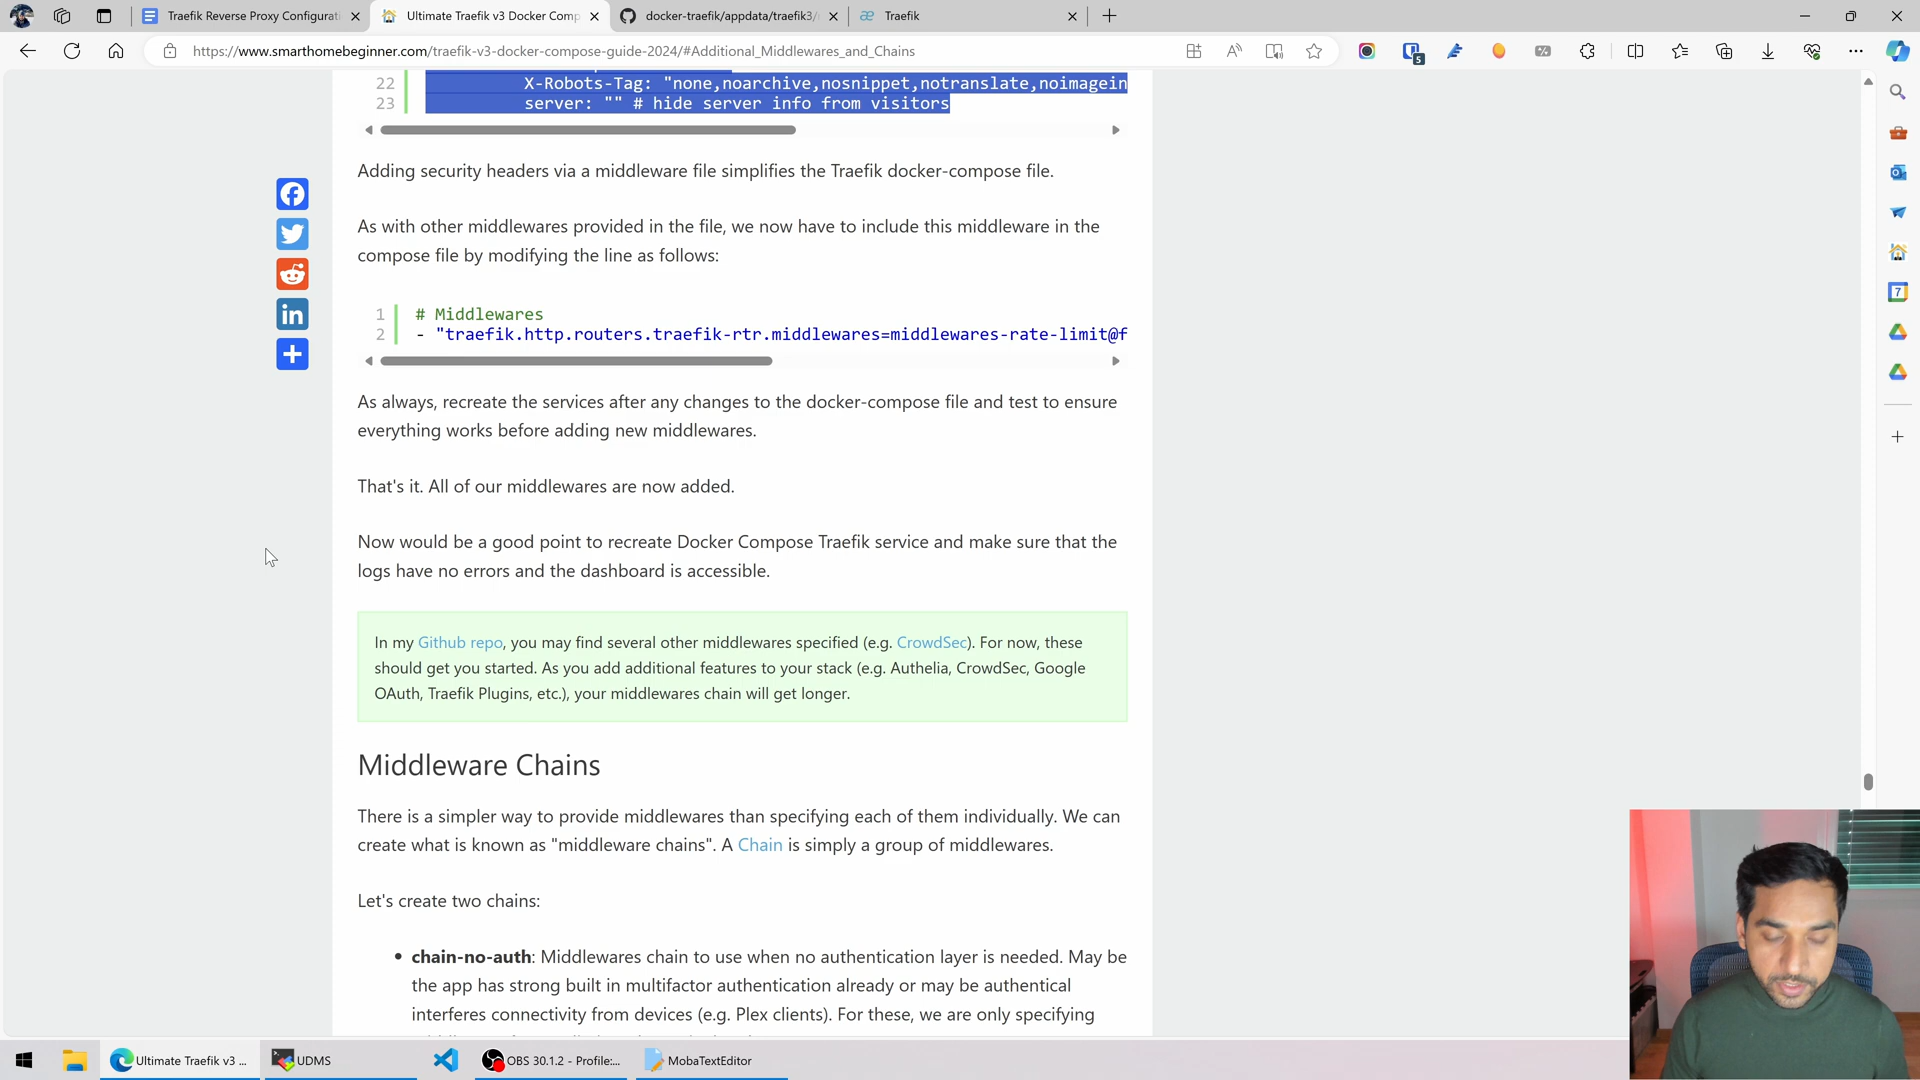 Traefik Reverse Proxy Configurati
Ultimate Traefik v3 Docker Comp
docker-traefik/appdata/traefik3/
Traefik
https://www.smarthomebeginner.com/traefik-v3-docker-compose-guide-2024/#Additional_Middlewares_and_Chains
22 X-Robots-Tag: "none,noarchive,nosnippet,notranslate,noimagein
23 server: "" # hide server info from visitors
Adding security headers via a middleware file simplifies the Traefik docker-compose file.
As with other middlewares provided in the file, we now have to include this middleware in the
compose file by modifying the line as follows:
1 # Middlewares
2 - "traefik.http.routers.traefik-rtr.middlewares=middlewares-rate-limit@f
As always, recreate the services after any changes to the docker-compose file and test to ensure
everything works before adding new middlewares.
That's it. All of our middlewares are now added.
Now would be a good point to recreate Docker Compose Traefik service and make sure that the
logs have no errors and the dashboard is accessible.
In my Github repo, you may find several other middlewares specified (e.g. CrowdSec). For now, these
should get you started. As you add additional features to your stack (e.g. Authelia, CrowdSec, Google
OAuth, Traefik Plugins, etc.), your middlewares chain will get longer.
Middleware Chains
There is a simpler way to provide middlewares than specifying each of them individually. We can
create what is known as "middleware chains". A Chain is simply a group of middlewares.
Let's create two chains:
• chain-no-auth: Middlewares chain to use when no authentication layer is needed. May be
the app has strong built in multifactor authentication already or may be authentical
interferes connectivity from devices (e.g. Plex clients). For these, we are only specifying
Ultimate Traefik v3 ...
UDMS
OBS 30.1.2 - Profile:...
MobaTextEditor